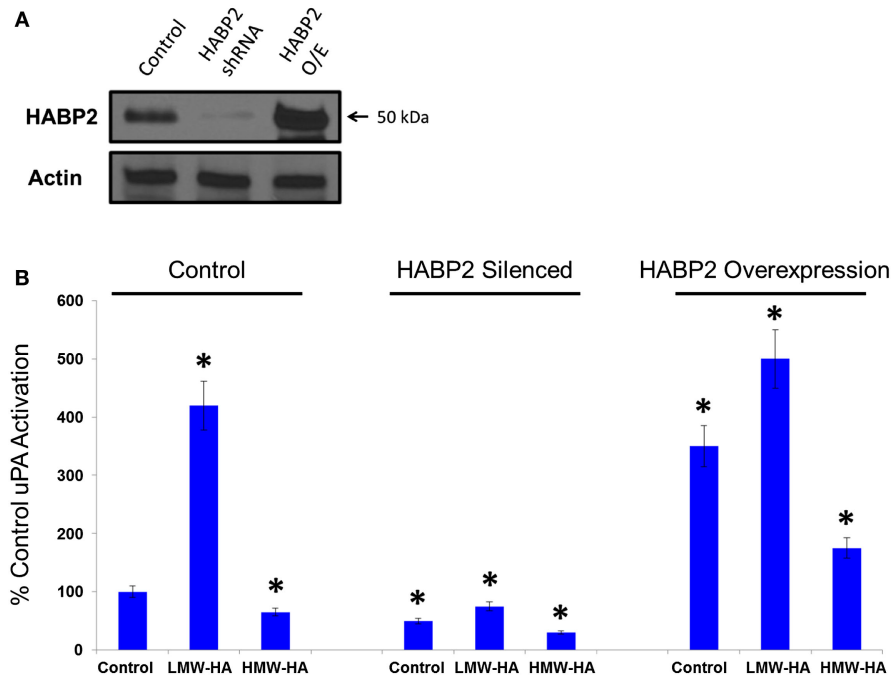 A
Control
HABP2
shRNA
HABP2
O/E
HABP2
50 kDa
Actin
B
Control
HABP2 Silenced
HABP2 Overexpression
% Control uPA Activation
600
500
400
300
200
100
0
*
*
*
*
*
*
*
*
Control
LMW-HA
HMW-HA
Control
LMW-HA
HMW-HA
Control
LMW-HA
HMW-HA